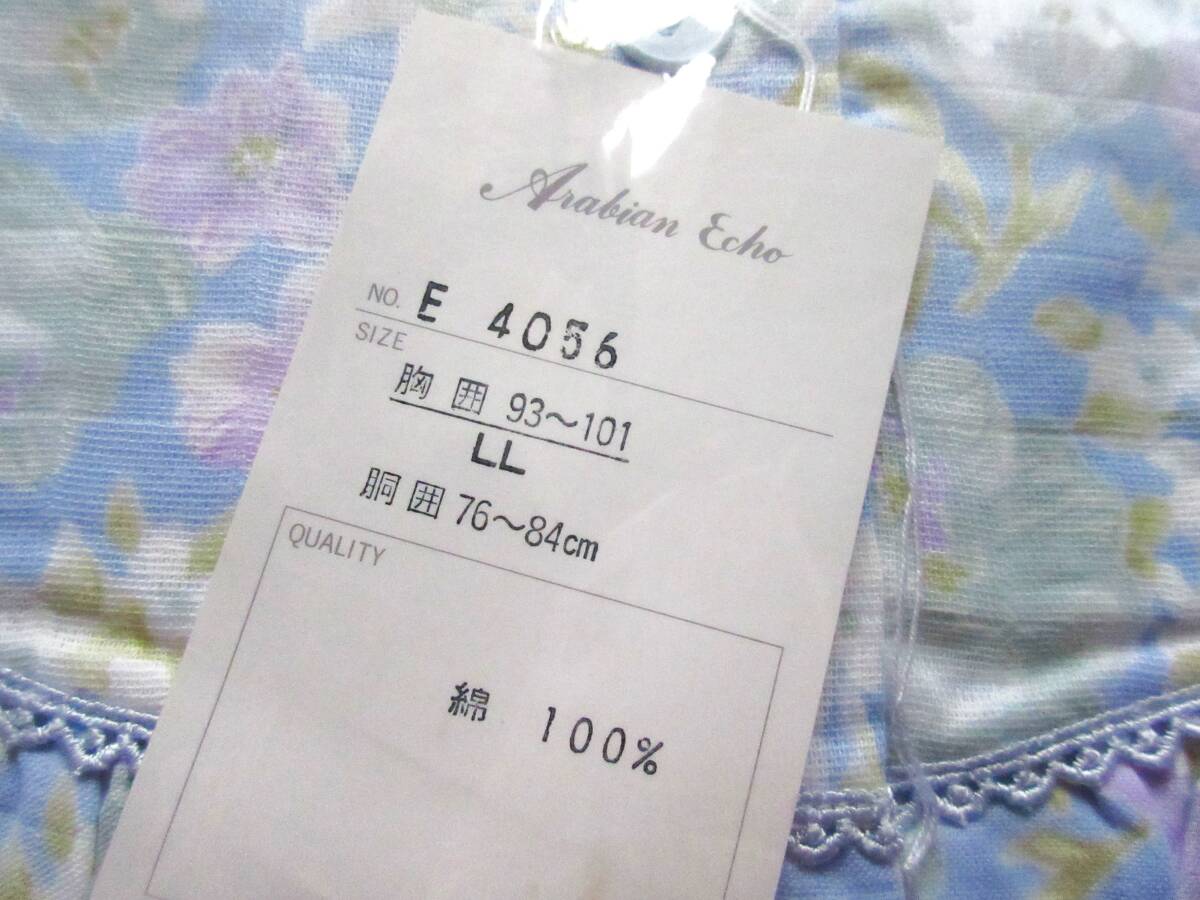 Arabian Echo
NO. E 4056
SIZE
胸囲 93～101
LL
胴囲 76～84cm
QUALITY
綿 100%